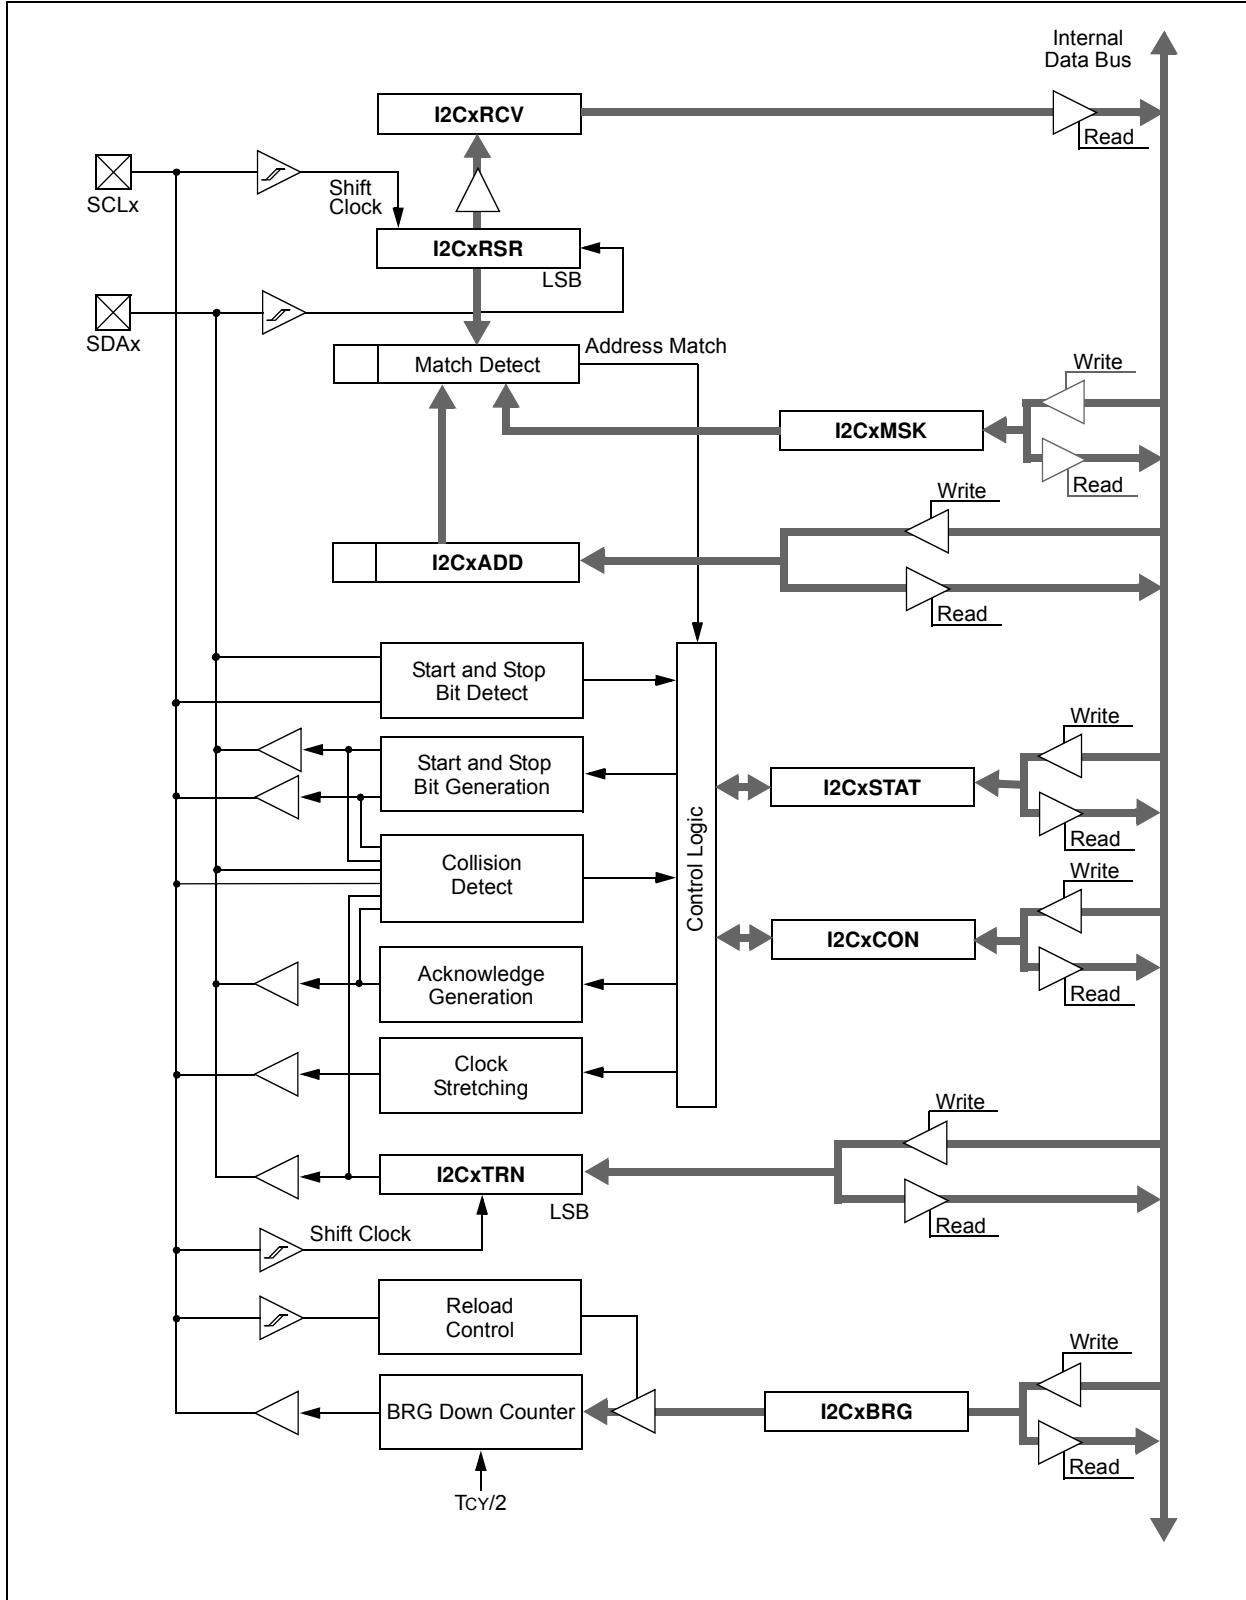 Internal
Data Bus
I2CxRCV
Read
SCLx
Shift
Clock
I2CxRSR
LSB
SDAx
Address Match
Match Detect
Write
I2CxMSK
Read
Write
I2CxADD
Read
Start and Stop
Bit Detect
Write
Start and Stop
Bit Generation
I2CxSTAT
Read
Control Logic
Collision
Detect
Write
I2CxCON
Acknowledge
Generation
Read
Clock
Stretching
Write
I2CxTRN
LSB
Read
Shift Clock
Reload
Control
Write
BRG Down Counter
I2CxBRG
Read
TCY/2